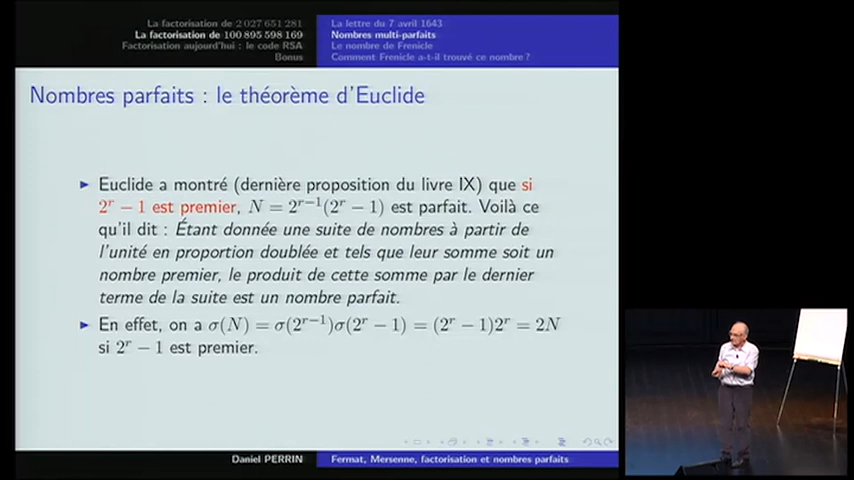 La factorisation de 2 027 651 281
La factorisation de 100 895 598 169
Factorisation aujourd'hui : le code RSA
Bonus
La lettre du 7 avril 1643
Nombres multi-parfaits
Le nombre de Frenicle
Comment Frenicle a-t-il trouvé ce nombre ?
Nombres parfaits : le théorème d'Euclide
Euclide a montré (dernière proposition du livre IX) que si
2^r − 1 est premier, N = 2^{r−1}(2^r − 1) est parfait. Voilà ce
qu'il dit : Étant donnée une suite de nombres à partir de
l'unité en proportion doublée et tels que leur somme soit un
nombre premier, le produit de cette somme par le dernier
terme de la suite est un nombre parfait.
En effet, on a σ(N) = σ(2^{r−1})σ(2^r − 1) = (2^r − 1)2^r = 2N
si 2^r − 1 est premier.
Daniel PERRIN
Fermat, Mersenne, factorisation et nombres parfaits